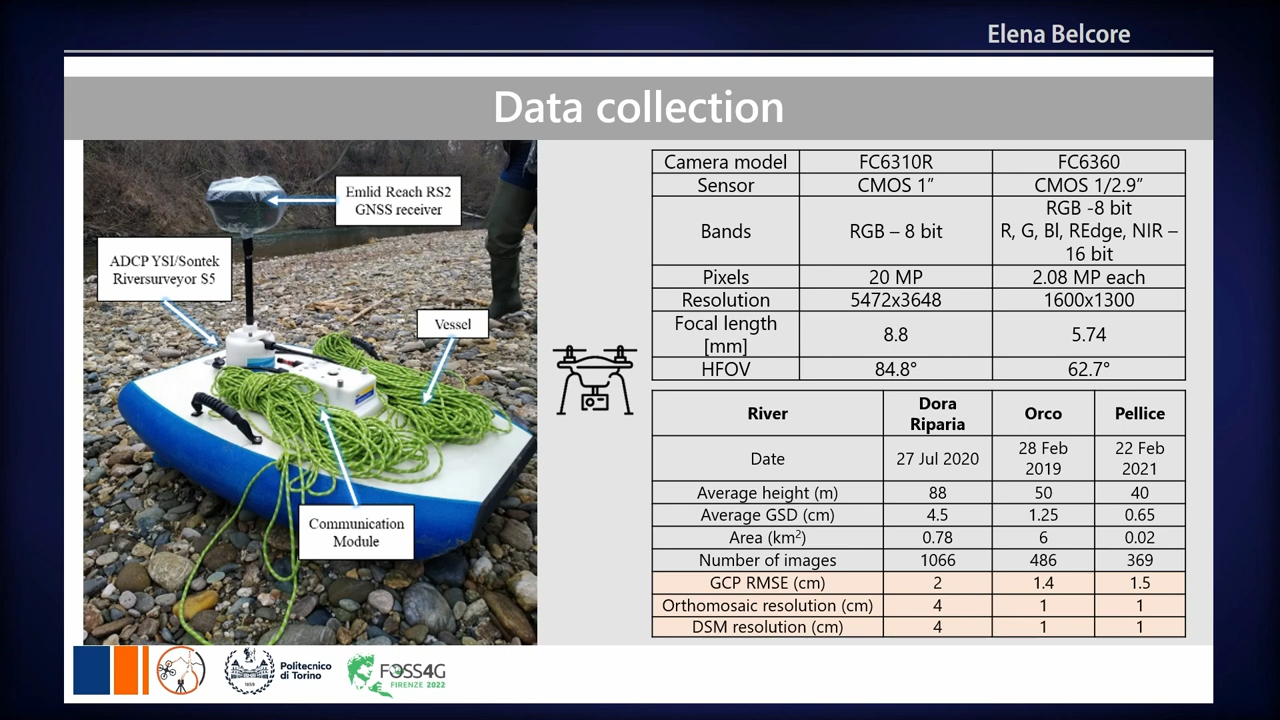 Elena Belcore
Data collection
Emlid Reach RS2
GNSS receiver
ADCP YSI/Sontek
Riversurveyor S5
Vessel
Communication
Module
Camera model FC6310R FC6360
Sensor CMOS 1” CMOS 1/2.9”
Bands RGB – 8 bit RGB -8 bit
R, G, Bl, REdge, NIR –
16 bit
Pixels 20 MP 2.08 MP each
Resolution 5472x3648 1600x1300
Focal length
[mm] 8.8 5.74
HFOV 84.8° 62.7°
River Dora
Riparia Orco Pellice
Date 27 Jul 2020 28 Feb
2019 22 Feb
2021
Average height (m) 88 50 40
Average GSD (cm) 4.5 1.25 0.65
Area (km²) 0.78 6 0.02
Number of images 1066 486 369
GCP RMSE (cm) 2 1.4 1.5
Orthomosaic resolution (cm) 4 1 1
DSM resolution (cm) 4 1 1
Politecnico
di Torino
FOSS4G
FIRENZE 2022